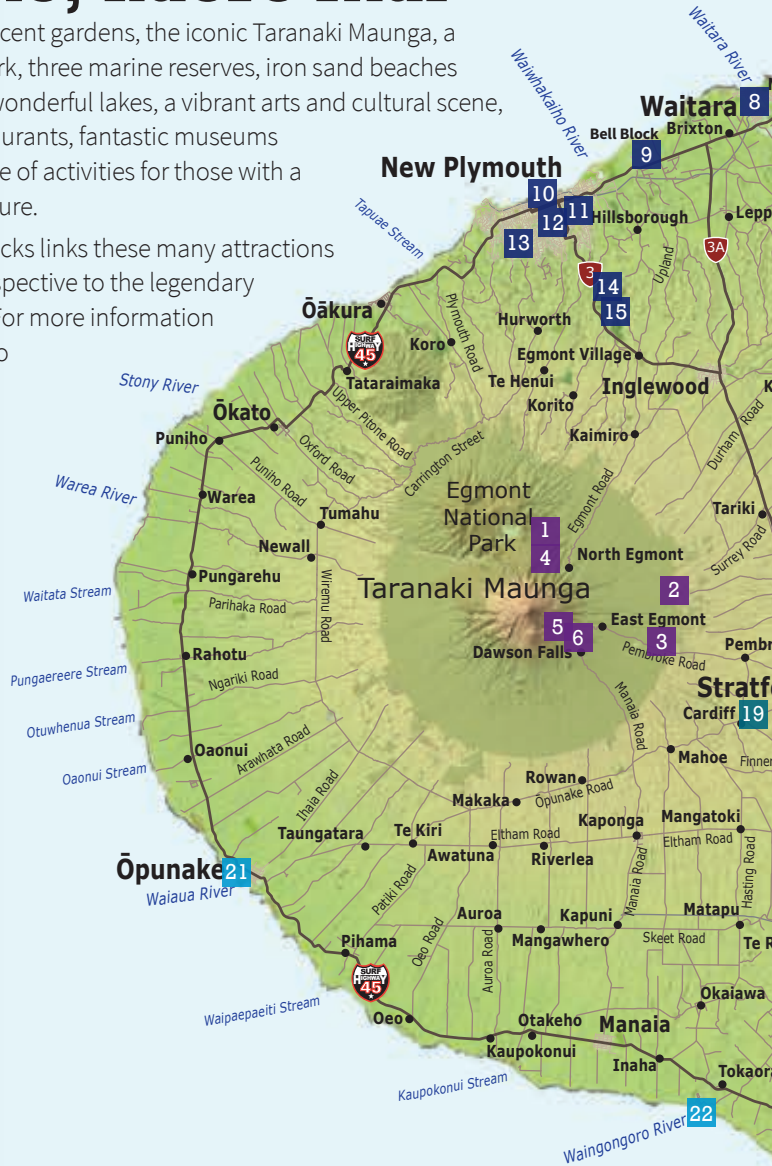 cent gardens, the iconic Taranaki Maunga, a
rk, three marine reserves, iron sand beaches
wonderful lakes, a vibrant arts and cultural scene,
urants, fantastic museums
e of activities for those with a
ure.
cks links these many attractions
spective to the legendary
or more information
o
Waitara River
Waiwhakaiho River
Waitara 8
Bell Block
Brixton
9
New Plymouth
10
11
12
13
Hillsborough
Lepp
Tapuae Stream
3A
Upland
3
14
15
Ōākura
Plymouth Road
Hurworth
SURF HIGHWAY 45
Koro
Egmont Village
Tataraimaka
Te Henui
Inglewood
K
Stony River
Korito
Upper Pitone Road
Ōkato
Durham Road
Puniho
Oxford Road
Kaimiro
Carrington Street
Puniho Road
Warea River
Warea
Egmont
National
Park
Egmont Road
Tumahu
Tariki
1
4
Newall
North Egmont
Surrey Road
Pungarehu
Wiremu Road
Taranaki Maunga
2
Waitata Stream
Parihaka Road
5
6
East Egmont
3
Rahotu
Dawson Falls
Pembroke Road
Pembr
Pungaereere Stream
Ngariki Road
Stratf
Manaia Road
Cardiff 19
Otuwhenua Stream
Oaonui
Arawhata Road
Mahoe
Finner
Oaonui Stream
Rowan
Ihaia Road
Makaka
Ōpunake Road
Taungatara
Te Kiri
Kaponga
Mangatoki
Eltham Road
Eltham Road
Awatuna
Riverlea
Ōpunake 21
Waiaua River
Patiki Road
Manaia Road
Hasting Road
Auroa
Kapuni
Matapu
Oeo Road
Mangawhero
Skeet Road
Pihama
Auroa Road
Te R
SURF HIGHWAY 45
Okaiawa
Waipaepaeiti Stream
Oeo
Otakeho
Manaia
Kaupokonui
Inaha
Tokaora
Kaupokonui Stream
22
Waingongoro River